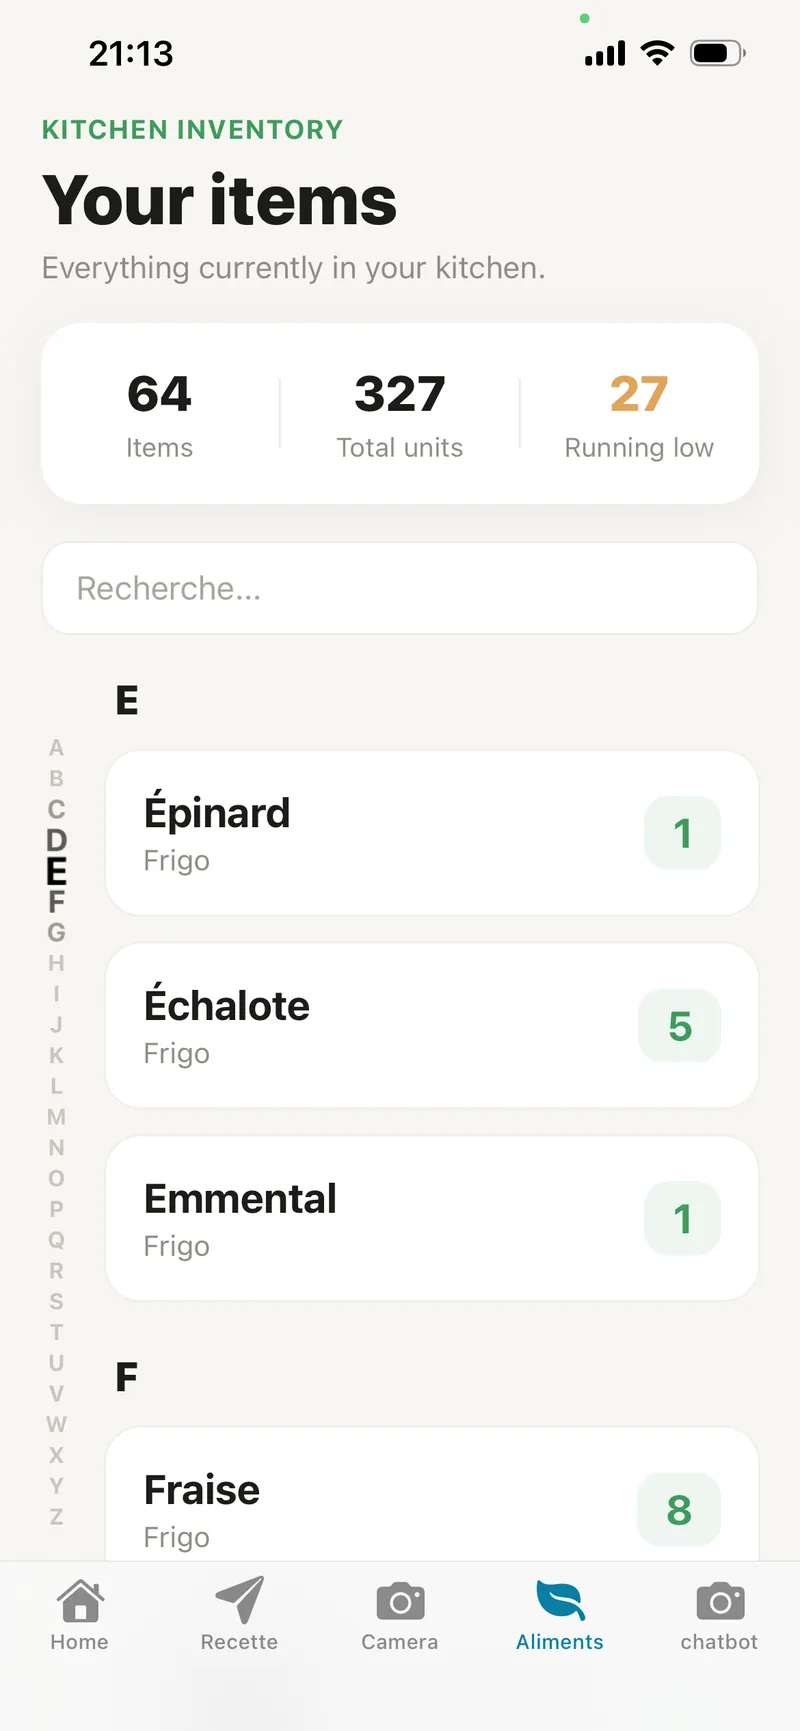 21:13
KITCHEN INVENTORY
Your items
Everything currently in your kitchen.
64
Items
327
Total units
27
Running low
Recherche...
E
Épinard
Frigo
1
Échalote
Frigo
5
Emmental
Frigo
1
F
Fraise
Frigo
8
A
B
C
D
E
F
G
H
I
J
K
L
M
N
O
P
Q
R
S
T
U
V
W
X
Y
Z
Home
Recette
Camera
Aliments
chatbot